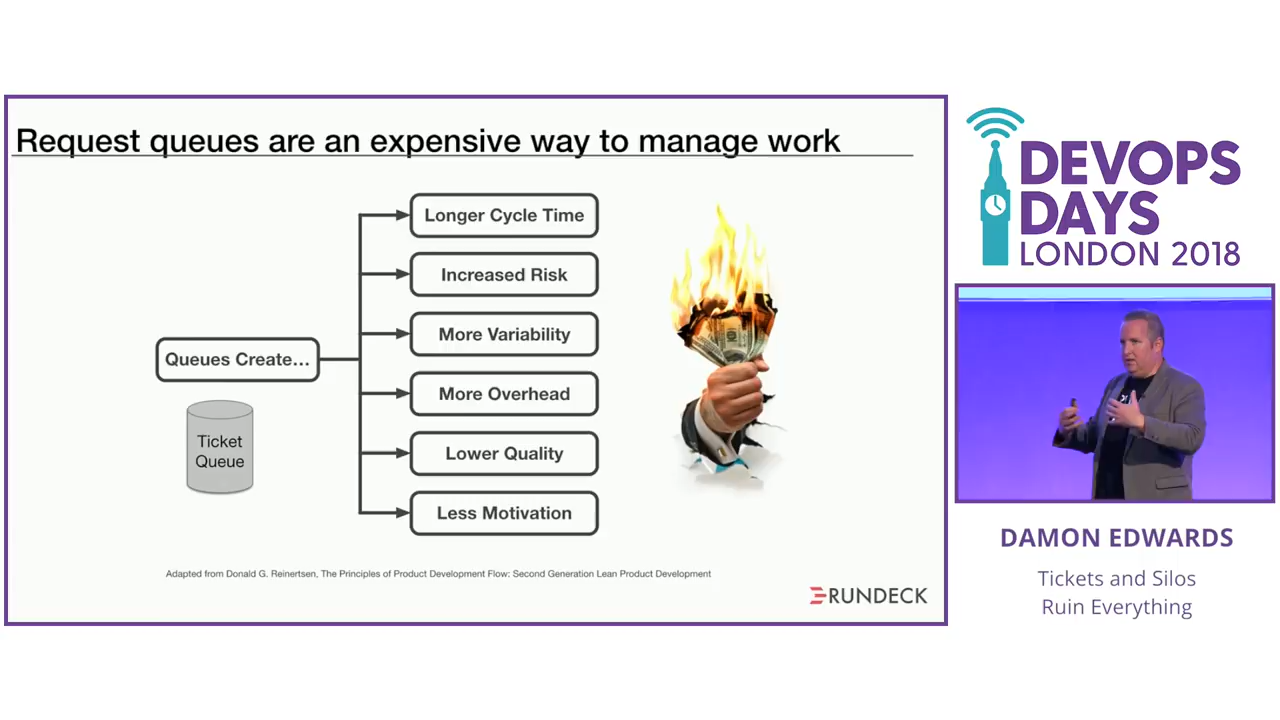 Request queues are an expensive way to manage work
Longer Cycle Time
Increased Risk
More Variability
Queues Create...
More Overhead
Ticket
Queue
Lower Quality
Less Motivation
Adapted from Donald G. Reinertsen, The Principles of Product Development Flow: Second Generation Lean Product Development
RUNDECK
DEVOPS
DAYS
LONDON 2018
DAMON EDWARDS
Tickets and Silos
Ruin Everything